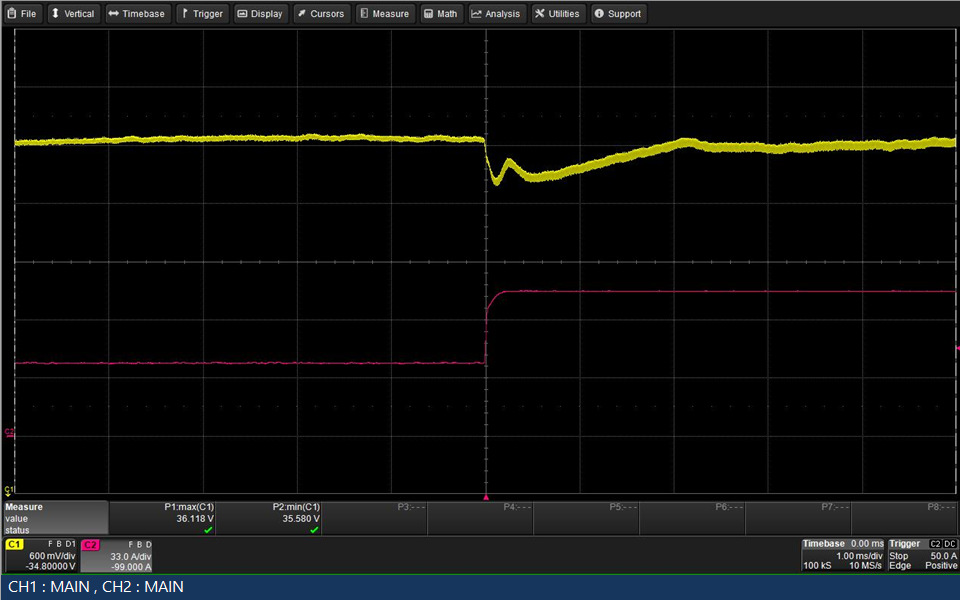 File Vertical Timebase Trigger Display Cursors Measure Math Analysis Utilities Support
C2
C1
Measure P1:max(C1) P2:min(C1) P3:--- P4:--- P5:--- P6:--- P7:--- P8:---
value 36.118 V 35.580 V
status
C1 F B D1
600 mV/div
-34.80000 V
C2 F B D
33.0 A/div
-99.000 A
Timebase 0.00 ms
1.00 ms/div
100 kS 10 MS/s
Trigger C2 DC
Stop 50.0 A
Edge Positive
CH1 : MAIN , CH2 : MAIN